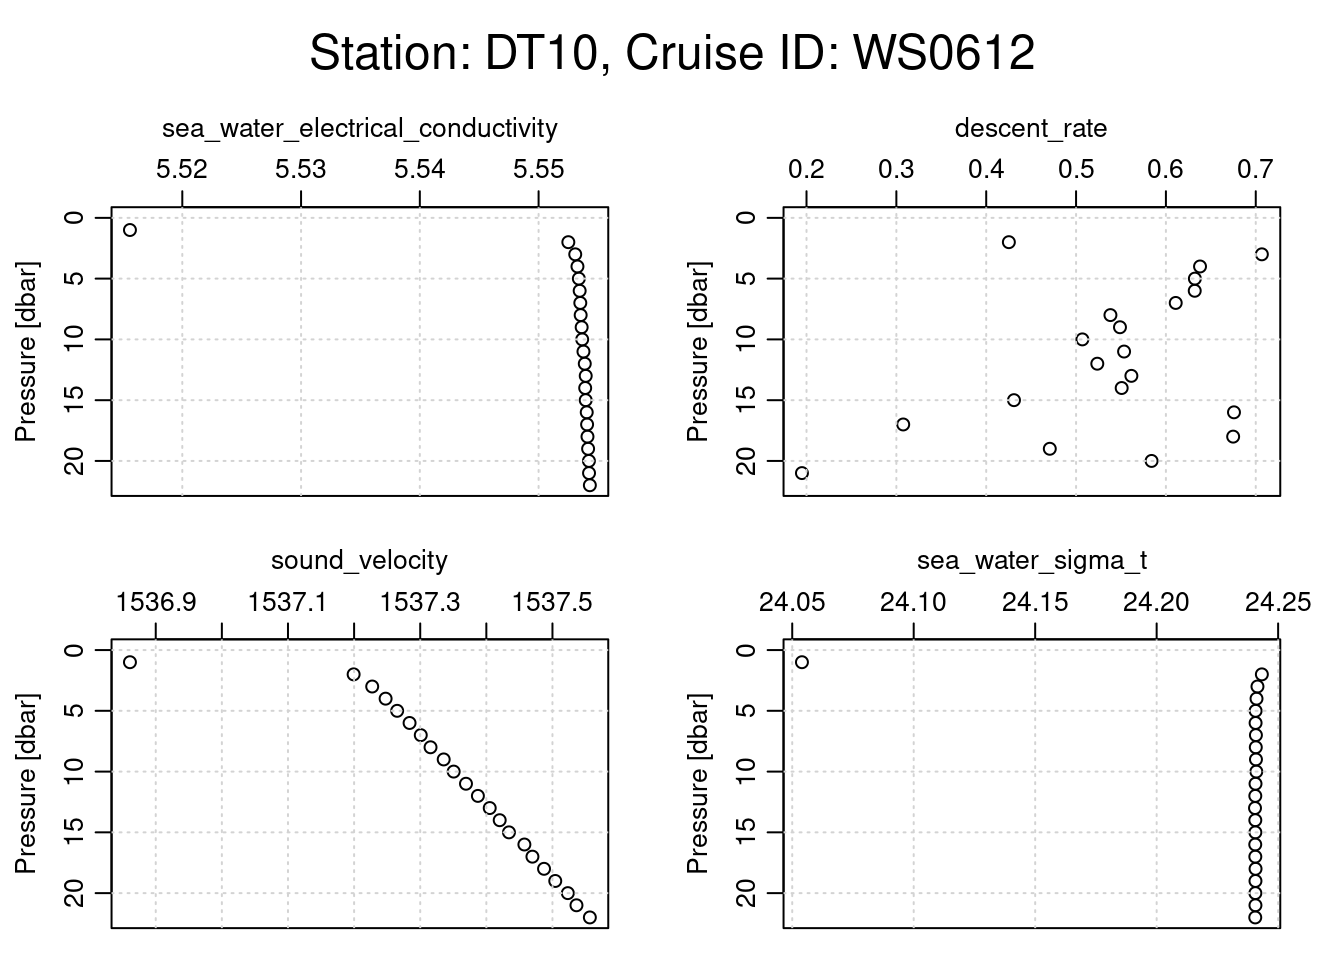 Station: DT10, Cruise ID: WS0612
sea_water_electrical_conductivity
5.52 5.53 5.54 5.55
Pressure [dbar]
0
5
10
15
20
descent_rate
0.2 0.3 0.4 0.5 0.6 0.7
Pressure [dbar]
0
5
10
15
20
sound_velocity
1536.9 1537.1 1537.3 1537.5
Pressure [dbar]
0
5
10
15
20
sea_water_sigma_t
24.05 24.10 24.15 24.20 24.25
Pressure [dbar]
0
5
10
15
20